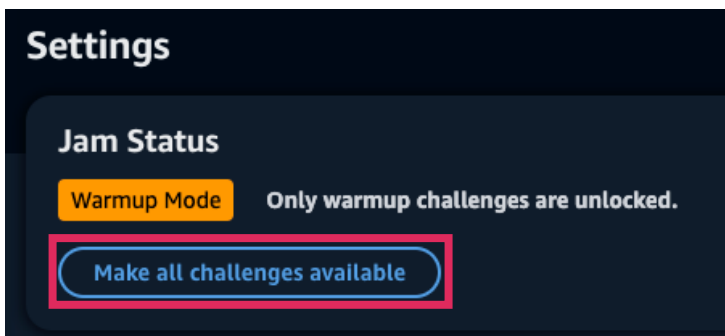 Settings
Jam Status
Warmup Mode Only warmup challenges are unlocked.
Make all challenges available